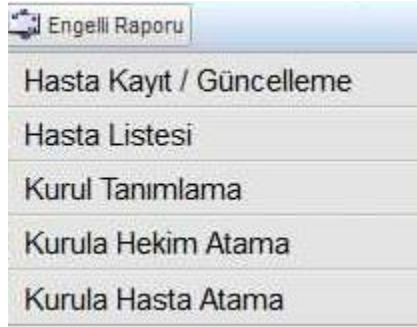 Engelli Raporu
Hasta Kayıt / Güncelleme
Hasta Listesi
Kurul Tanımlama
Kurula Hekim Atama
Kurula Hasta Atama